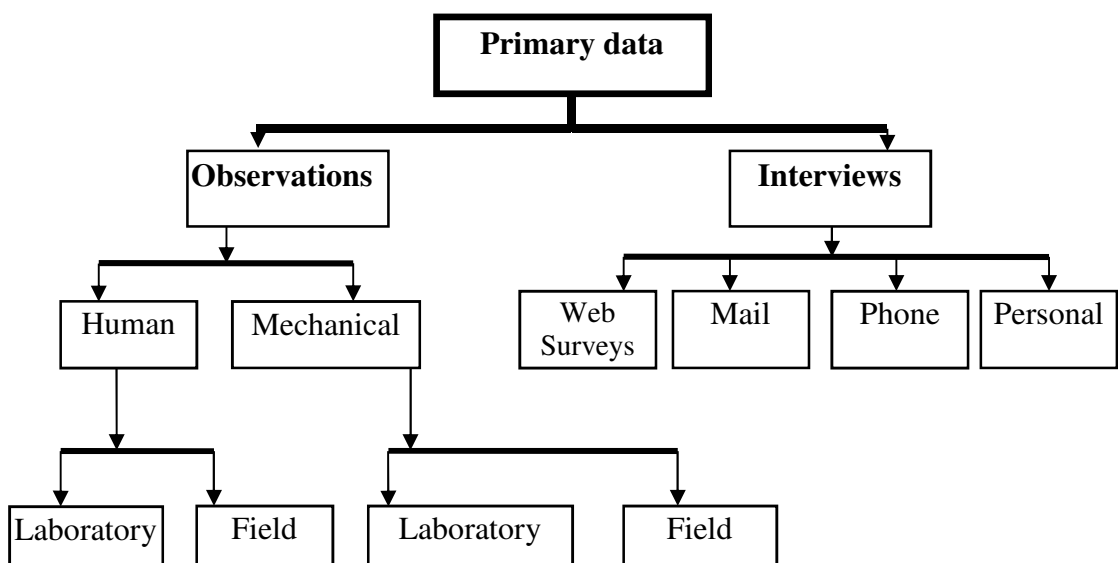 Primary data
Observations
Interviews
Human
Mechanical
Web
Surveys
Mail
Phone
Personal
Laboratory
Field
Laboratory
Field